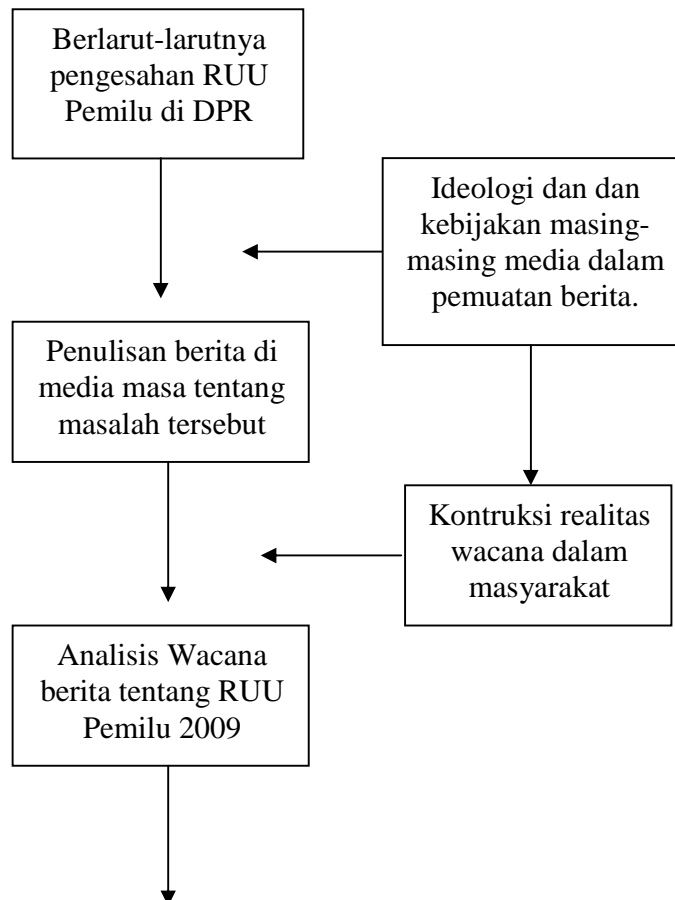 Berlarut-larutnya
pengesahan RUU
Pemilu di DPR
Ideologi dan dan
kebijakan masing-
masing media dalam
pemuatan berita.
Penulisan berita di
media masa tentang
masalah tersebut
Kontruksi realitas
wacana dalam
masyarakat
Analisis Wacana
berita tentang RUU
Pemilu 2009